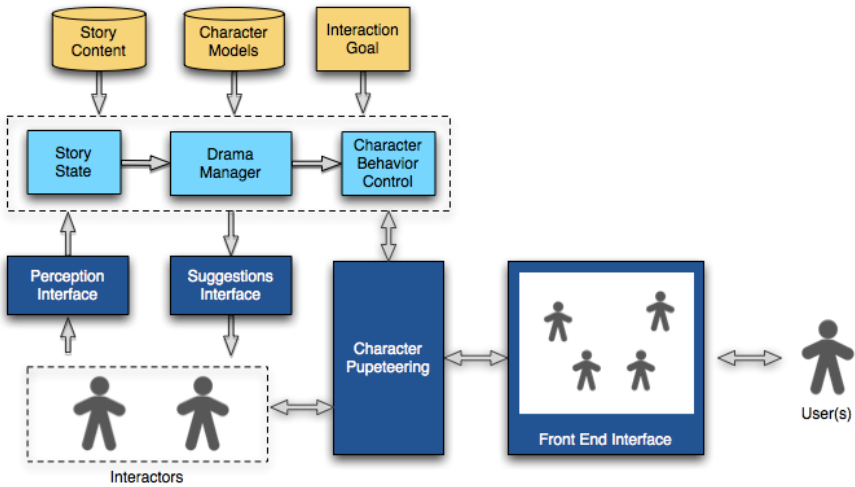 Story
Content
Character
Models
Interaction
Goal
Story
State
Drama
Manager
Character
Behavior
Control
Perception
Interface
Suggestions
Interface
Character
Pupeteering
Front End Interface
User(s)
Interactors